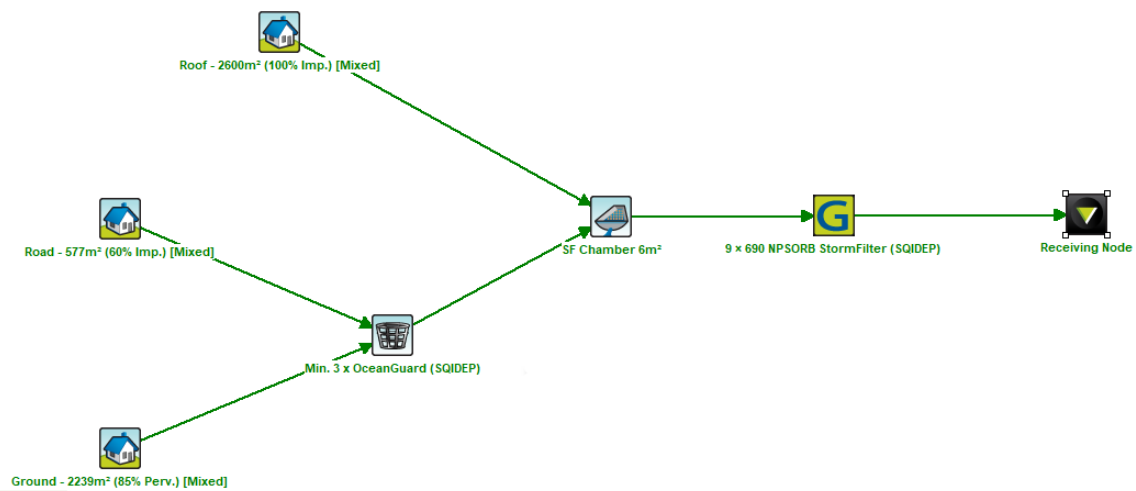 Roof - 2600m² (100% Imp.) [Mixed]
Road - 577m² (60% Imp.) [Mixed]
SF Chamber 6m²
G
9 × 690 NPSORB StormFilter (SQIDEP)
Receiving Node
Min. 3 x OceanGuard (SQIDEP)
Ground - 2239m² (85% Perv.) [Mixed]